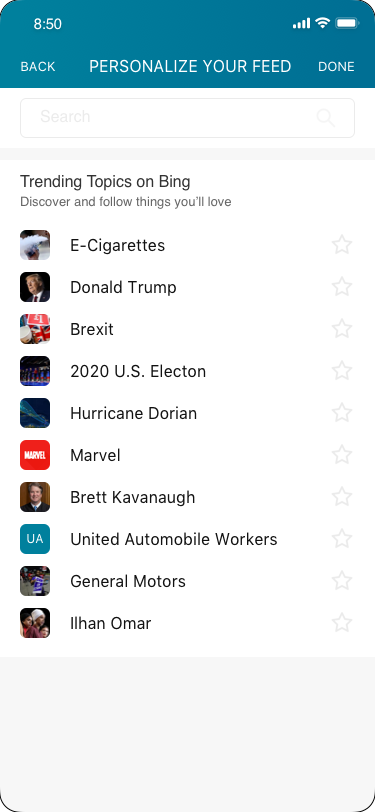 8:50
BACK PERSONALIZE YOUR FEED DONE
Search
Trending Topics on Bing
Discover and follow things you'll love
E-Cigarettes
Donald Trump
Brexit
2020 U.S. Electon
Hurricane Dorian
MARVEL Marvel
Brett Kavanaugh
UA United Automobile Workers
General Motors
Ilhan Omar